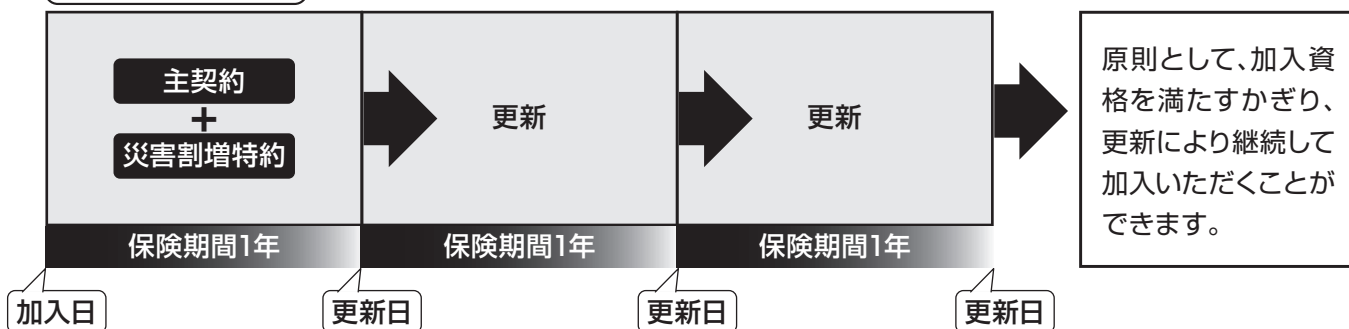 主契約
+
災害割増特約
更新
更新
原則として、加入資
格を満たすかぎり、
更新により継続して
加入いただくことが
できます。
保険期間1年
保険期間1年
保険期間1年
加入日
更新日
更新日
更新日